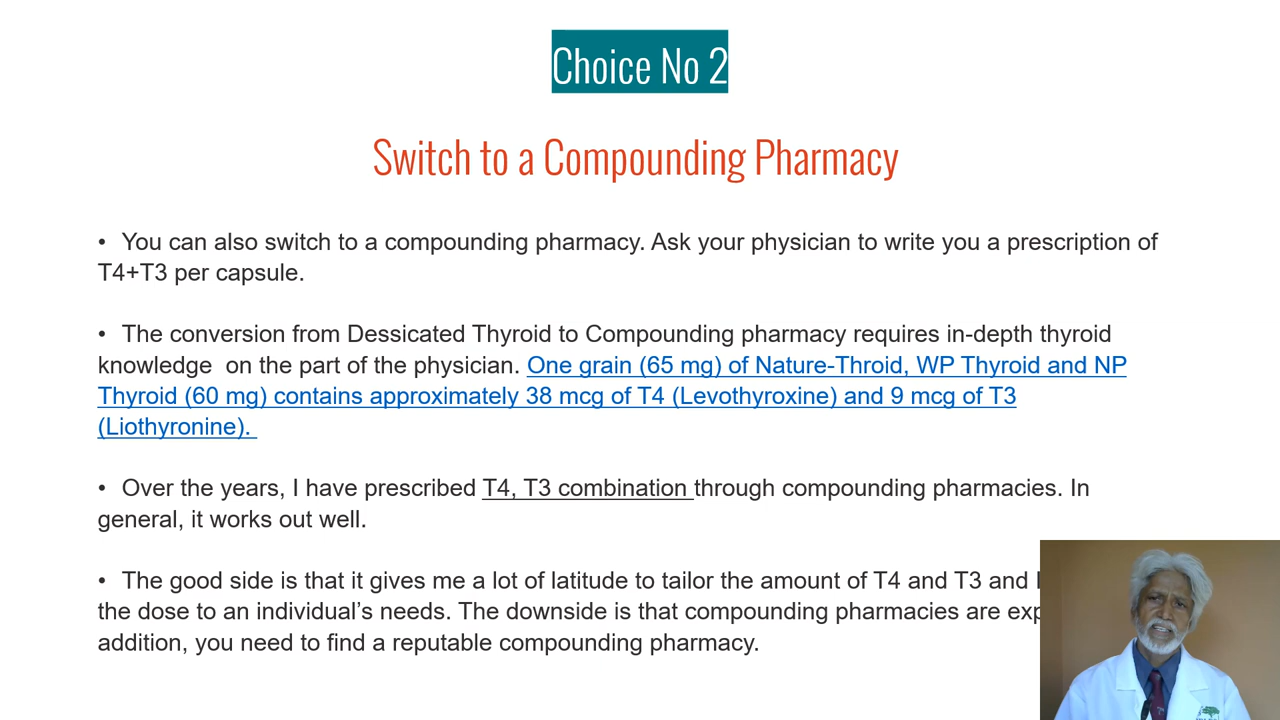 Choice No 2
Switch to a Compounding Pharmacy
• You can also switch to a compounding pharmacy. Ask your physician to write you a prescription of
T4+T3 per capsule.
• The conversion from Dessicated Thyroid to Compounding pharmacy requires in-depth thyroid
knowledge on the part of the physician. One grain (65 mg) of Nature-Throid, WP Thyroid and NP
Thyroid (60 mg) contains approximately 38 mcg of T4 (Levothyroxine) and 9 mcg of T3
(Liothyronine).
• Over the years, I have prescribed T4, T3 combination through compounding pharmacies. In
general, it works out well.
• The good side is that it gives me a lot of latitude to tailor the amount of T4 and T3 and
the dose to an individual’s needs. The downside is that compounding pharmacies are
addition, you need to find a reputable compounding pharmacy.